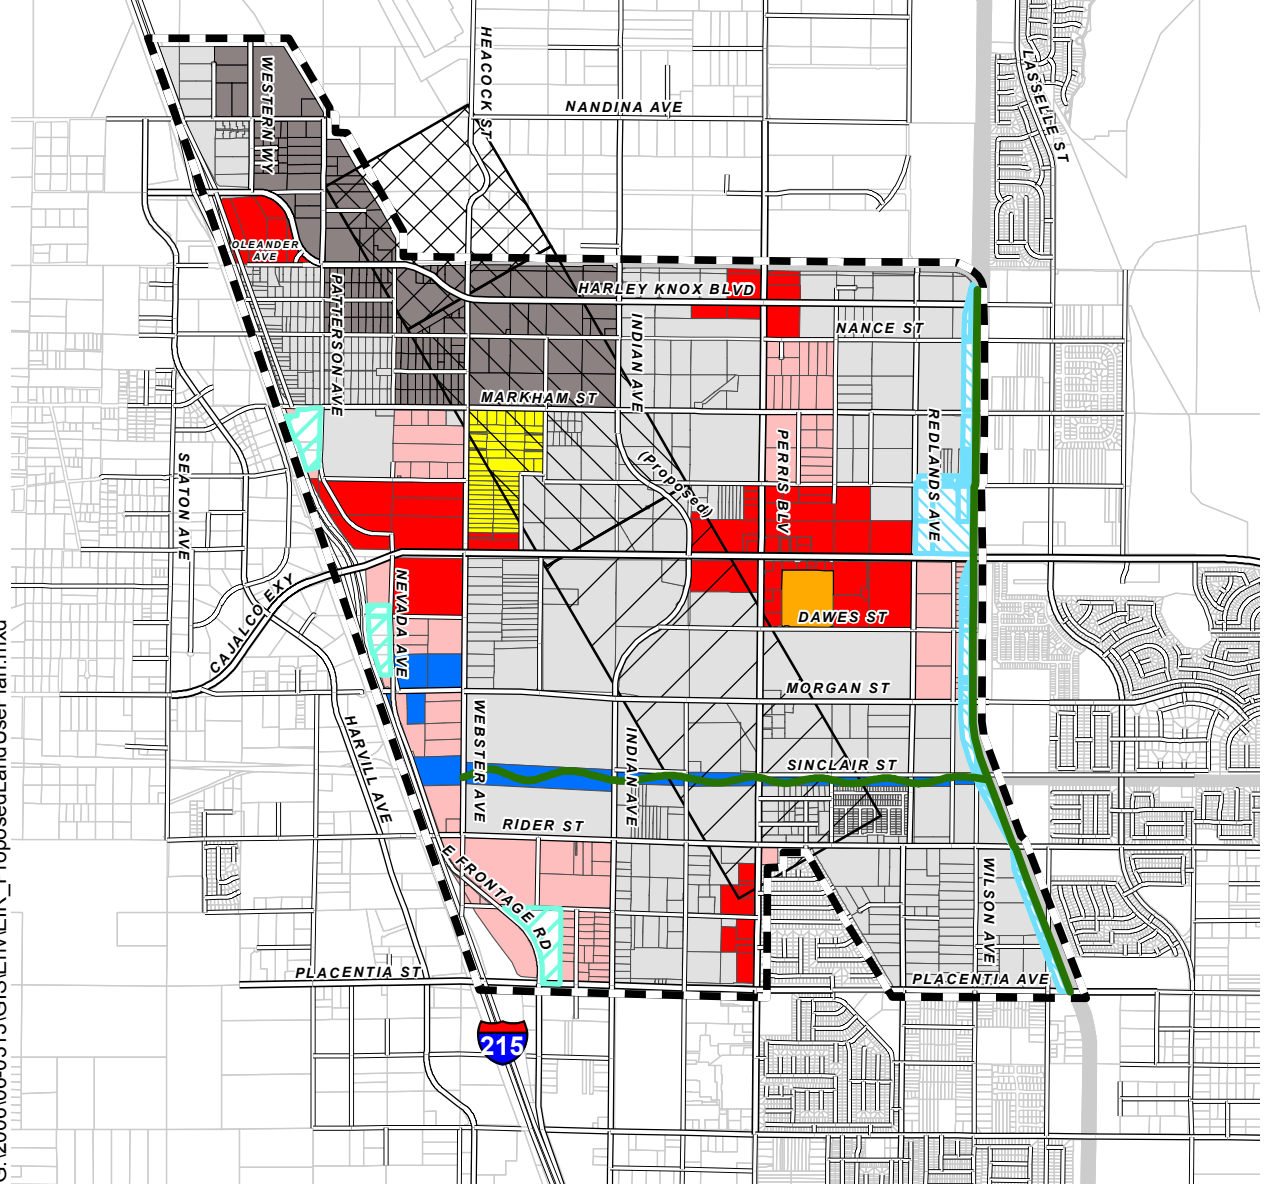 HEACOCK ST
LASSELLE ST
WESTERN WY
NANDINA AVE
OLEANDER
AVE
PATTERSON AVE
HARLEY KNOX BLVD
INDIAN AVE
NANCE ST
MARKHAM ST
REDLANDS AVE
PERRIS BLV
(Proposed)
SEATON AVE
CAJALCO EXY
NEVADA AVE
DAWES ST
MORGAN ST
HARVILL AVE
WEBSTER AVE
INDIAN AVE
SINCLAIR ST
RIDER ST
E FRONTAGE RD
WILSON AVE
PLACENTIA ST
PLACENTIA AVE
215